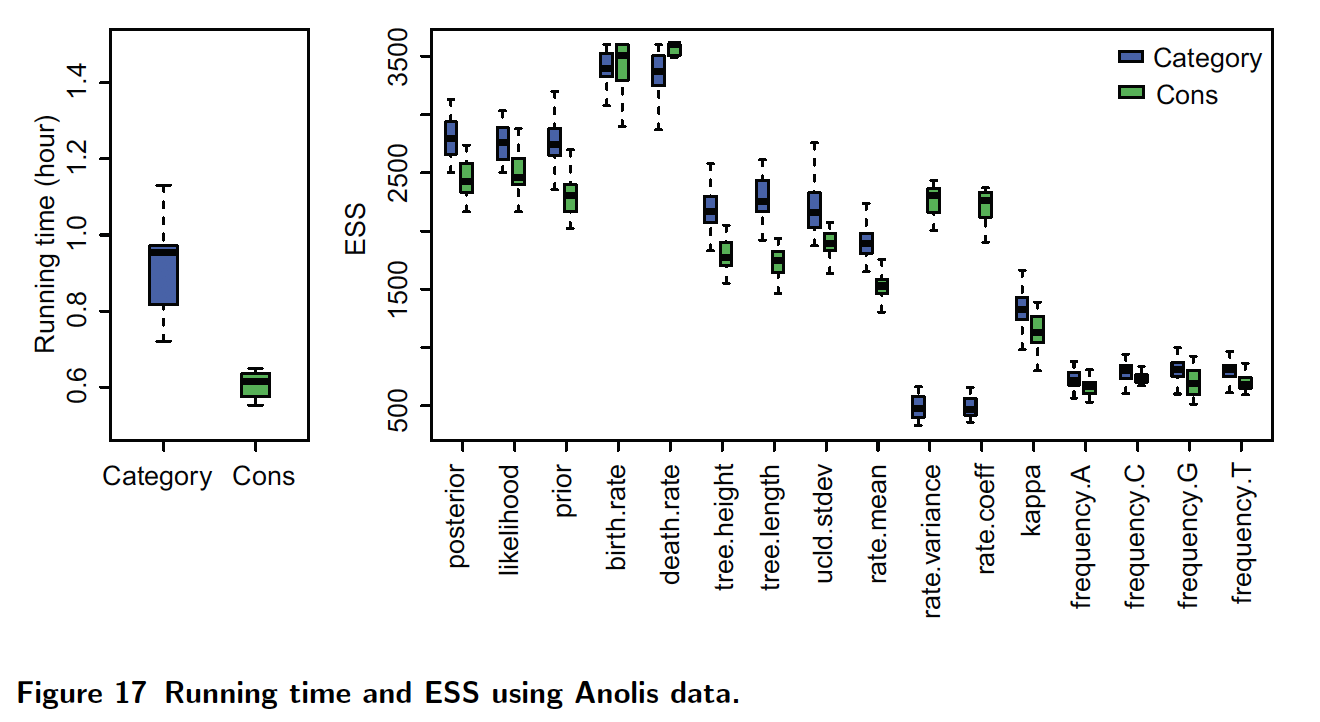 Running time (hour)
1.4
1.2
1.0
0.8
0.6
Category Cons
ESS
3500
2500
1500
500
Category
Cons
posterior
likelihood
prior
birth.rate
death.rate
tree.height
tree.length
ucld.stdev
rate.mean
rate.variance
rate.coeff
kappa
frequency.A
frequency.C
frequency.G
frequency.T
Figure 17 Running time and ESS using Anolis data.